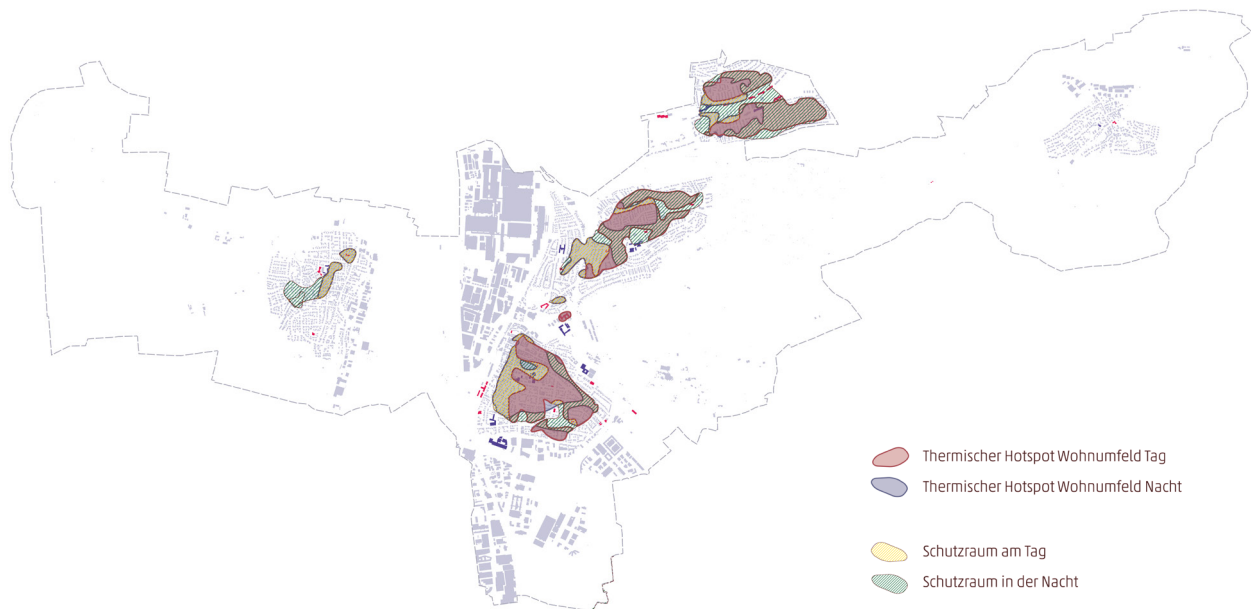 Thermischer Hotspot Wohnumfeld Tag
Thermischer Hotspot Wohnumfeld Nacht
Schutzraum am Tag
Schutzraum in der Nacht